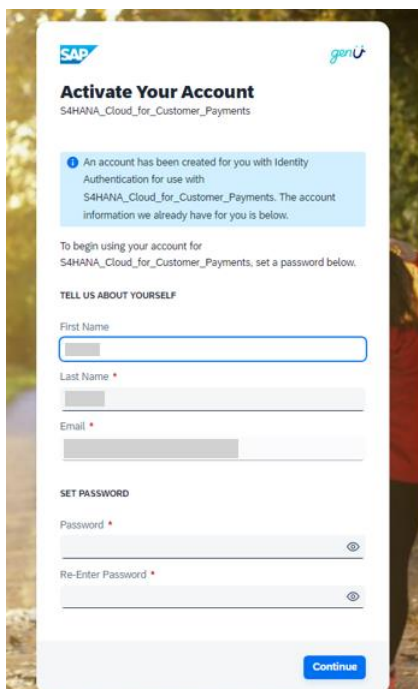 SAP
genU
Activate Your Account
S4HANA_Cloud_for_Customer_Payments
An account has been created for you with Identity
Authentication for use with
S4HANA_Cloud_for_Customer_Payments. The account
information we already have for you is below.
To begin using your account for
S4HANA_Cloud_for_Customer_Payments, set a password below.
TELL US ABOUT YOURSELF
First Name
Last Name *
Email *
SET PASSWORD
Password *
Re-Enter Password *
Continue